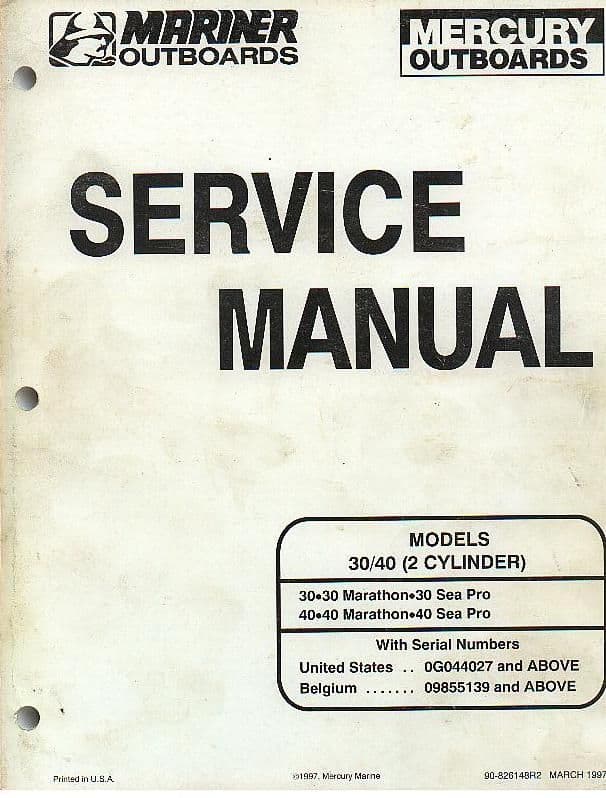 MARINER
OUTBOARDS
MERCURY
OUTBOARDS
SERVICE
MANUAL
MODELS
30/40 (2 CYLINDER)
30•30 Marathon•30 Sea Pro
40•40 Marathon•40 Sea Pro
With Serial Numbers
United States .. 0G044027 and ABOVE
Belgium ....... 09855139 and ABOVE
Printed in U.S.A.
©1997, Mercury Marine
90-826148R2 MARCH 1997